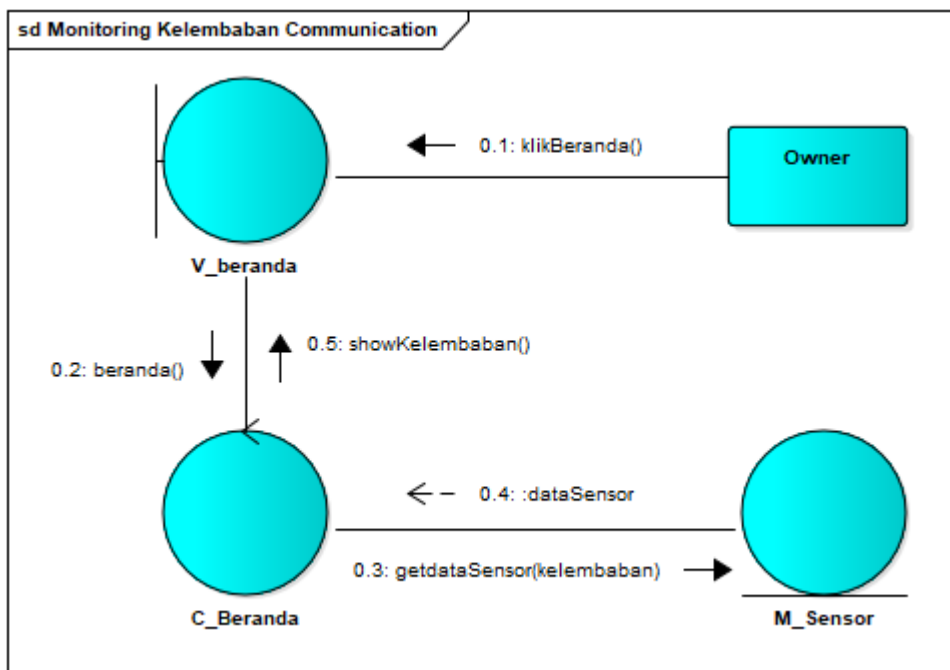 sd Monitoring Kelembaban Communication
0.1: klikBeranda()
Owner
V_beranda
0.5: showKelembaban()
0.2: beranda()
0.4: :dataSensor
0.3: getdataSensor(kelembaban)
C_Beranda
M_Sensor